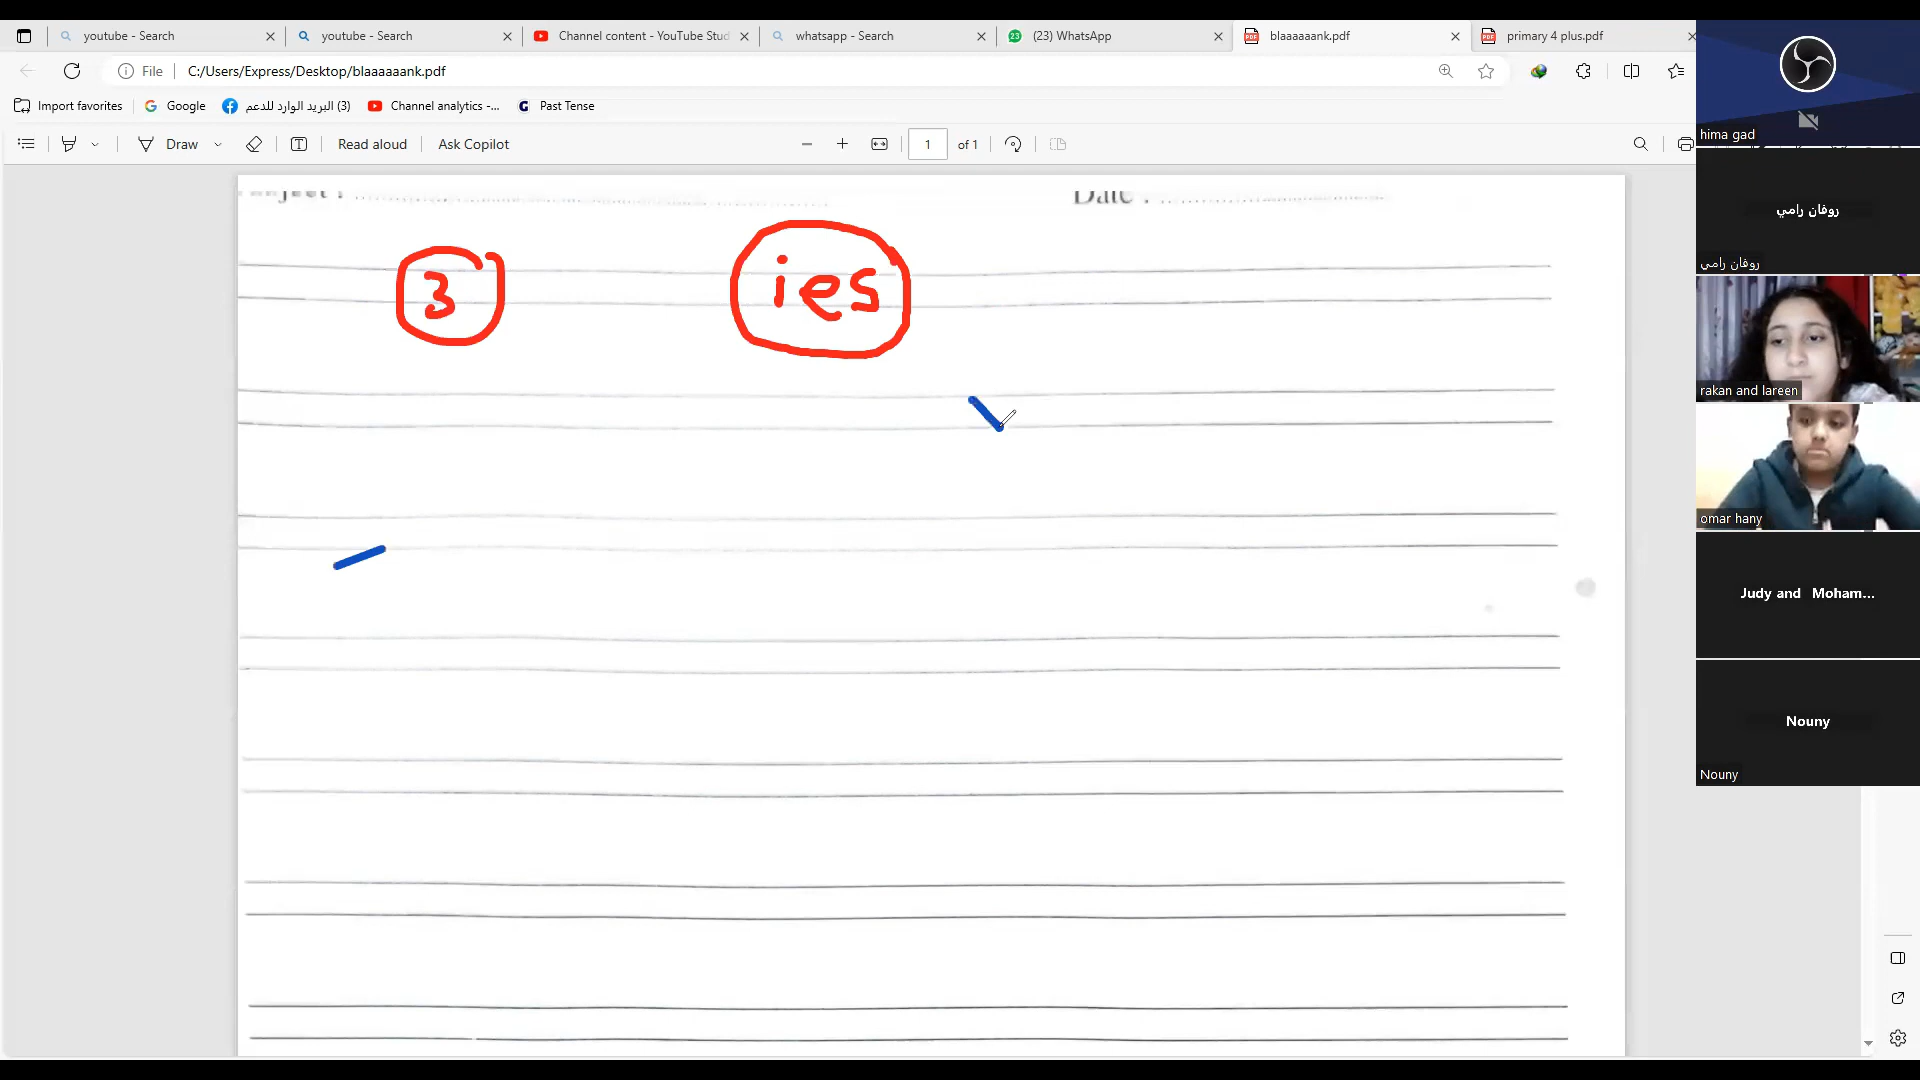 youtube - Search
youtube - Search
Channel content - YouTube Stud
whatsapp - Search
(23) WhatsApp
blaaaaaank.pdf
primary 4 plus.pdf
File
C:/Users/Express/Desktop/blaaaaaank.pdf
Import favorites
Google
(3) البريد الوارد للدعم
Channel analytics -...
Past Tense
Draw
Read aloud
Ask Copilot
1
of 1
Date :
3
ies
hima gad
روفان رامي
روفان رامي
rakan and lareen
omar hany
Judy and Moham...
Nouny
Nouny